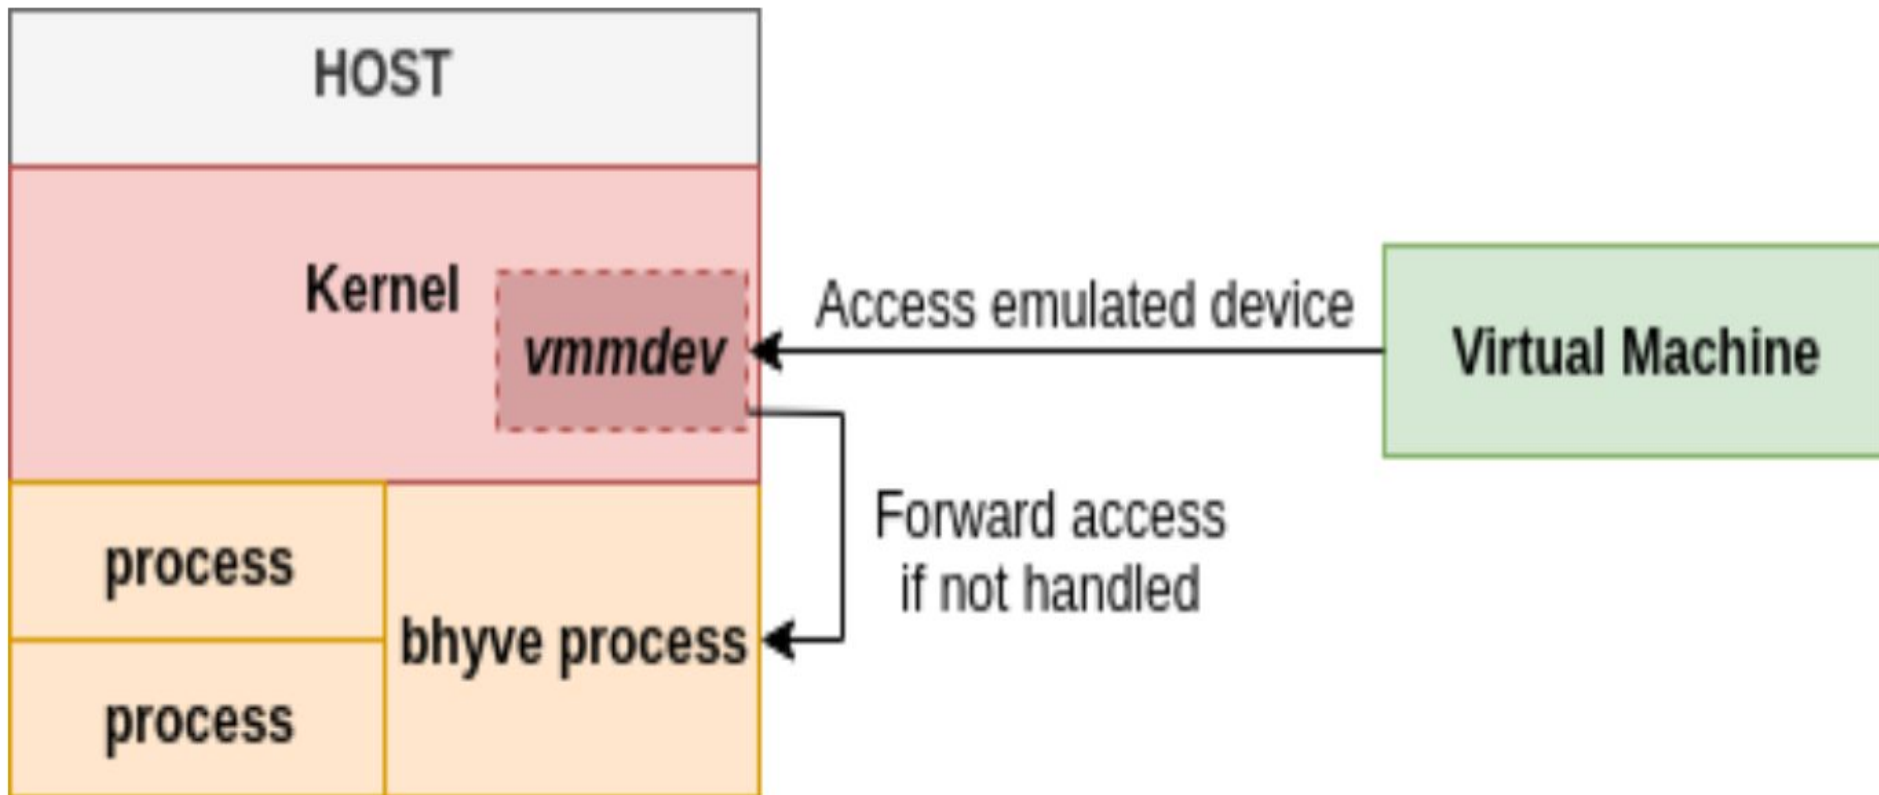 HOST
Kernel
vmmdev
Access emulated device
Virtual Machine
Forward access
if not handled
process
bhyve process
process